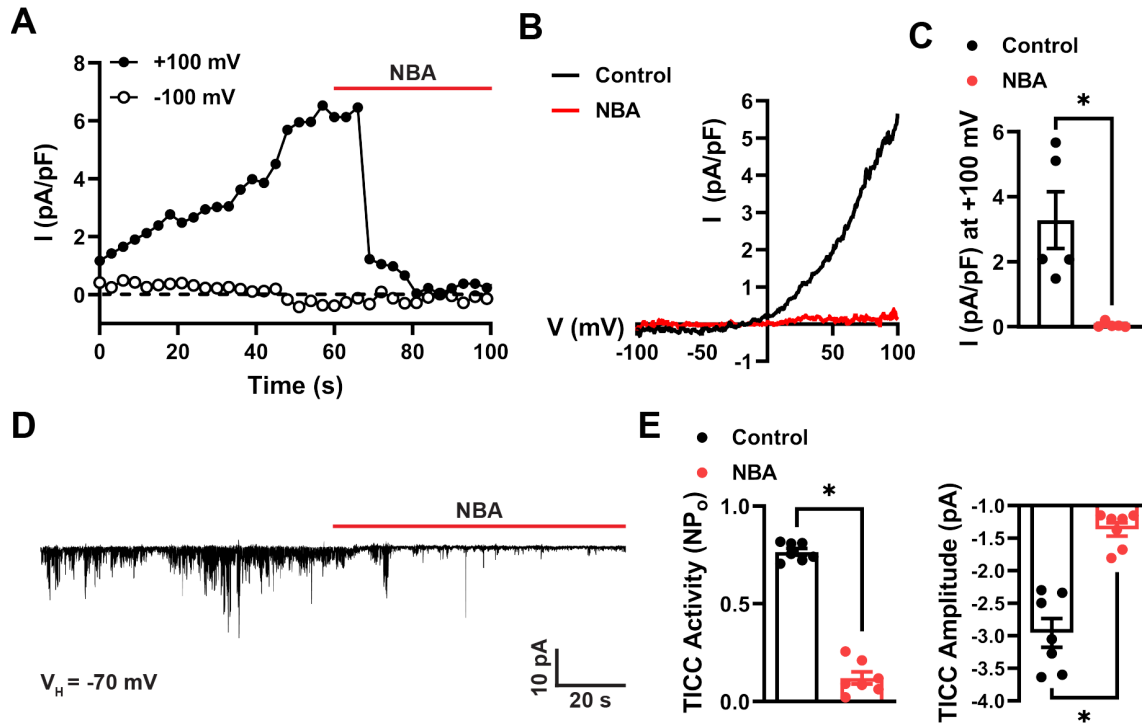 A
+100 mV
-100 mV
NBA
I (pA/pF)
8
6
4
2
0
0
20
40
60
80
100
Time (s)
B
Control
NBA
I (pA/pF)
6
5
4
3
2
1
-1
V (mV)
-100
-50
50
100
C
Control
NBA
*
I (pA/pF) at +100 mV
6
4
2
0
D
NBA
V_H = -70 mV
10 pA
20 s
E
Control
NBA
TICC Activity (NP_o)
1.0
0.5
0.0
*
TICC Amplitude (pA)
-1.0
-1.5
-2.0
-2.5
-3.0
-3.5
-4.0
*